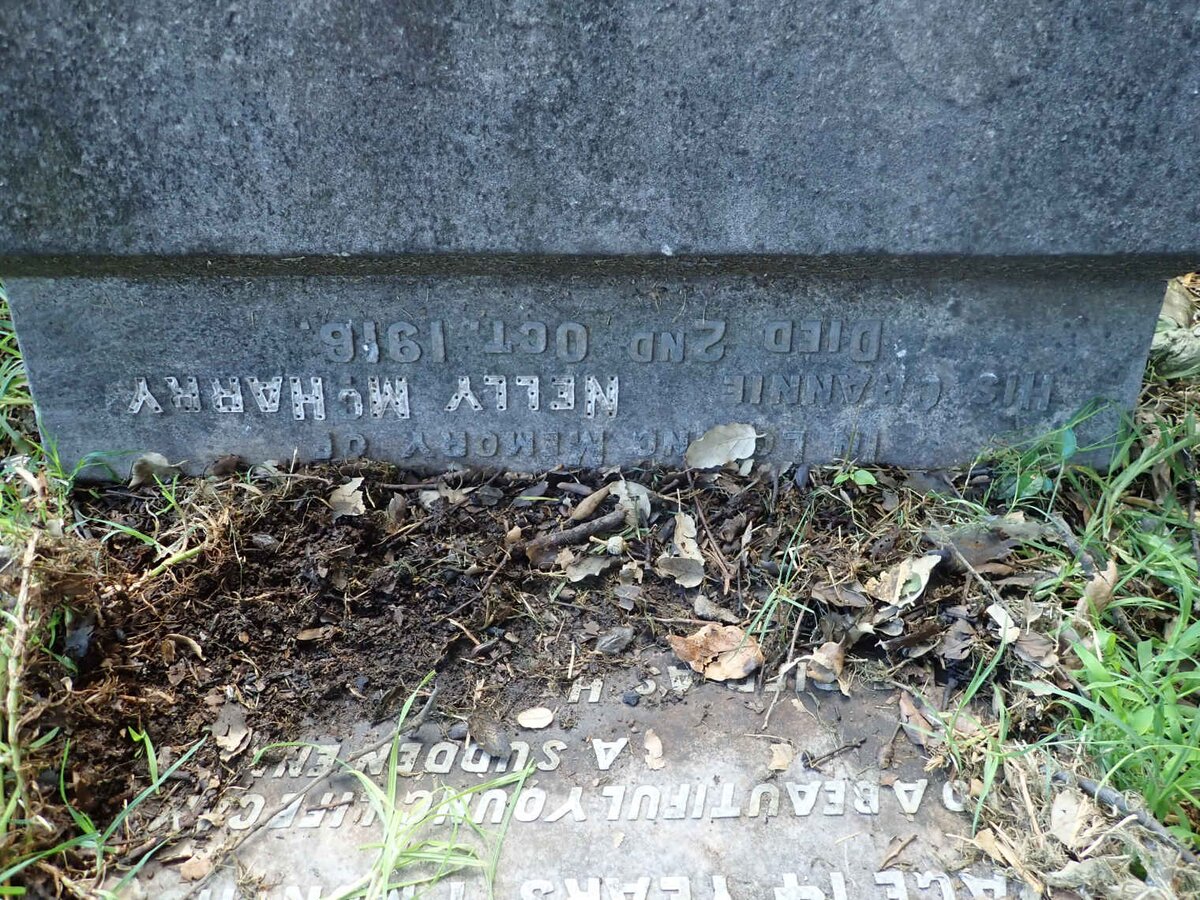 AGE 14 YEARS
A BEAUTIFUL YOUNG LIFE
A SUDDEN
IN LOVING MEMORY OF
HIS GRANNIE NELLY McHARRY
DIED 2ND OCT. 1916.